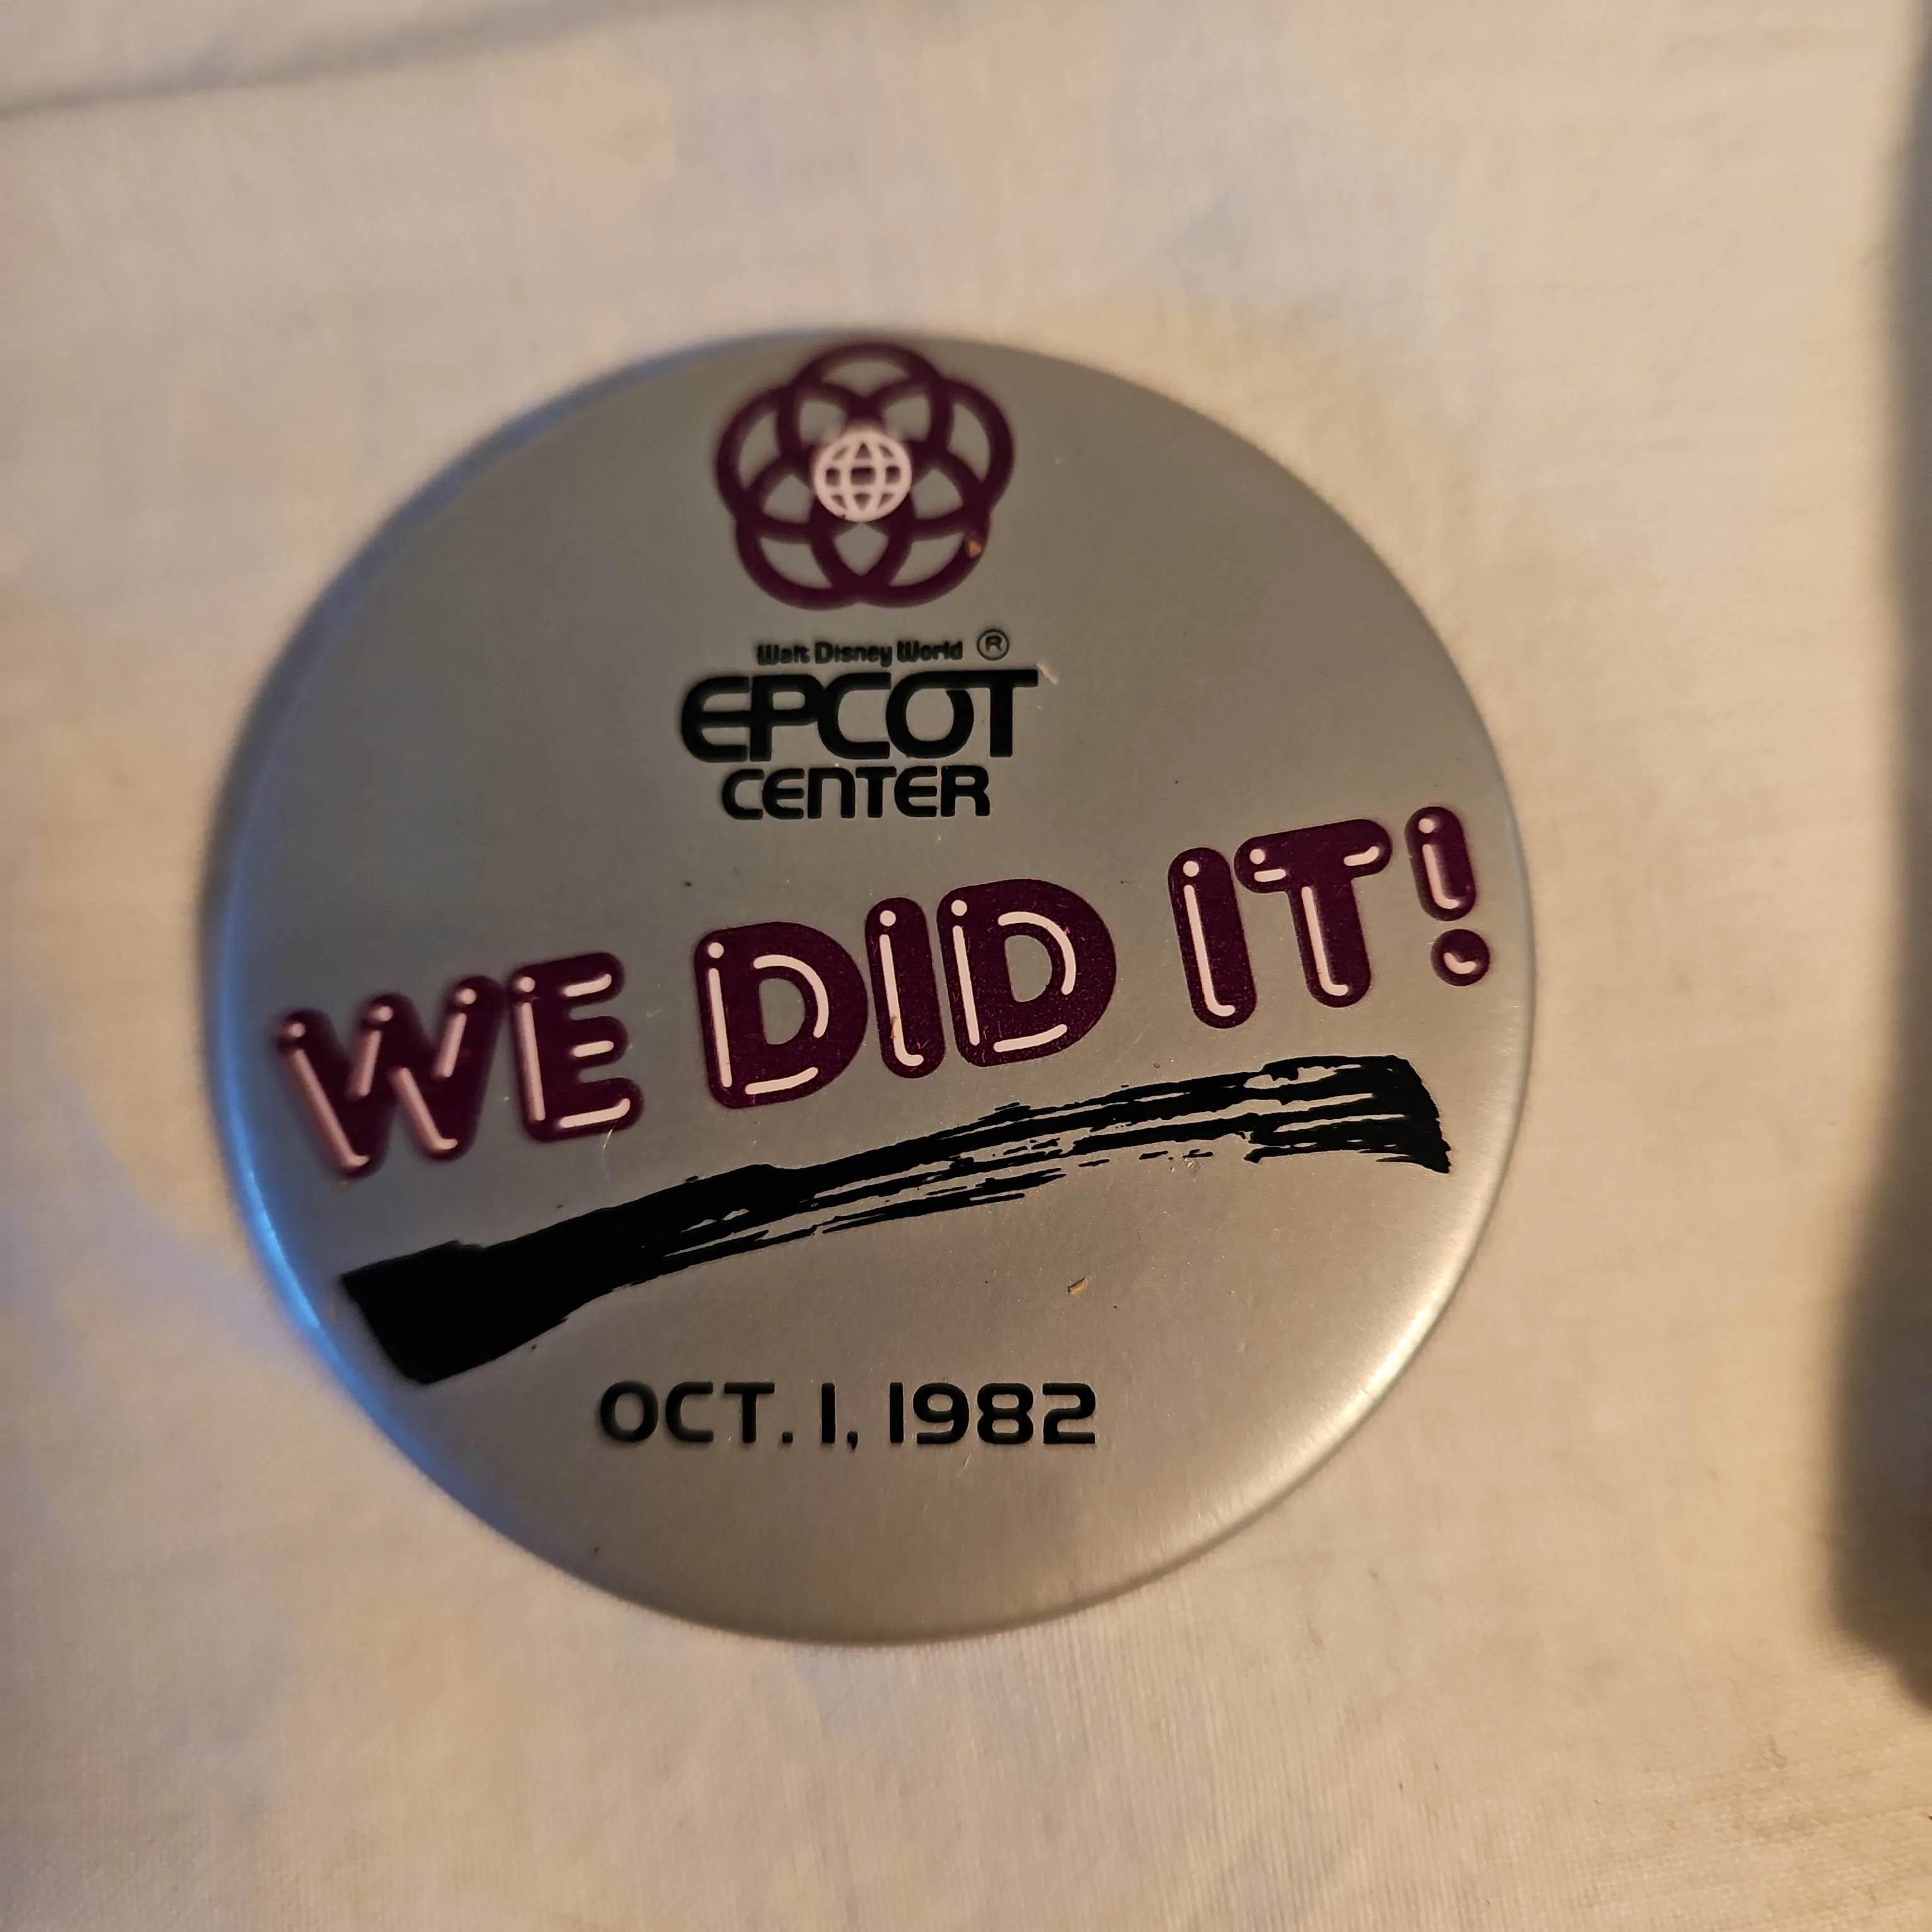 Walt Disney World ®
EPCOT
CENTER
WE DID IT!
OCT. 1, 1982